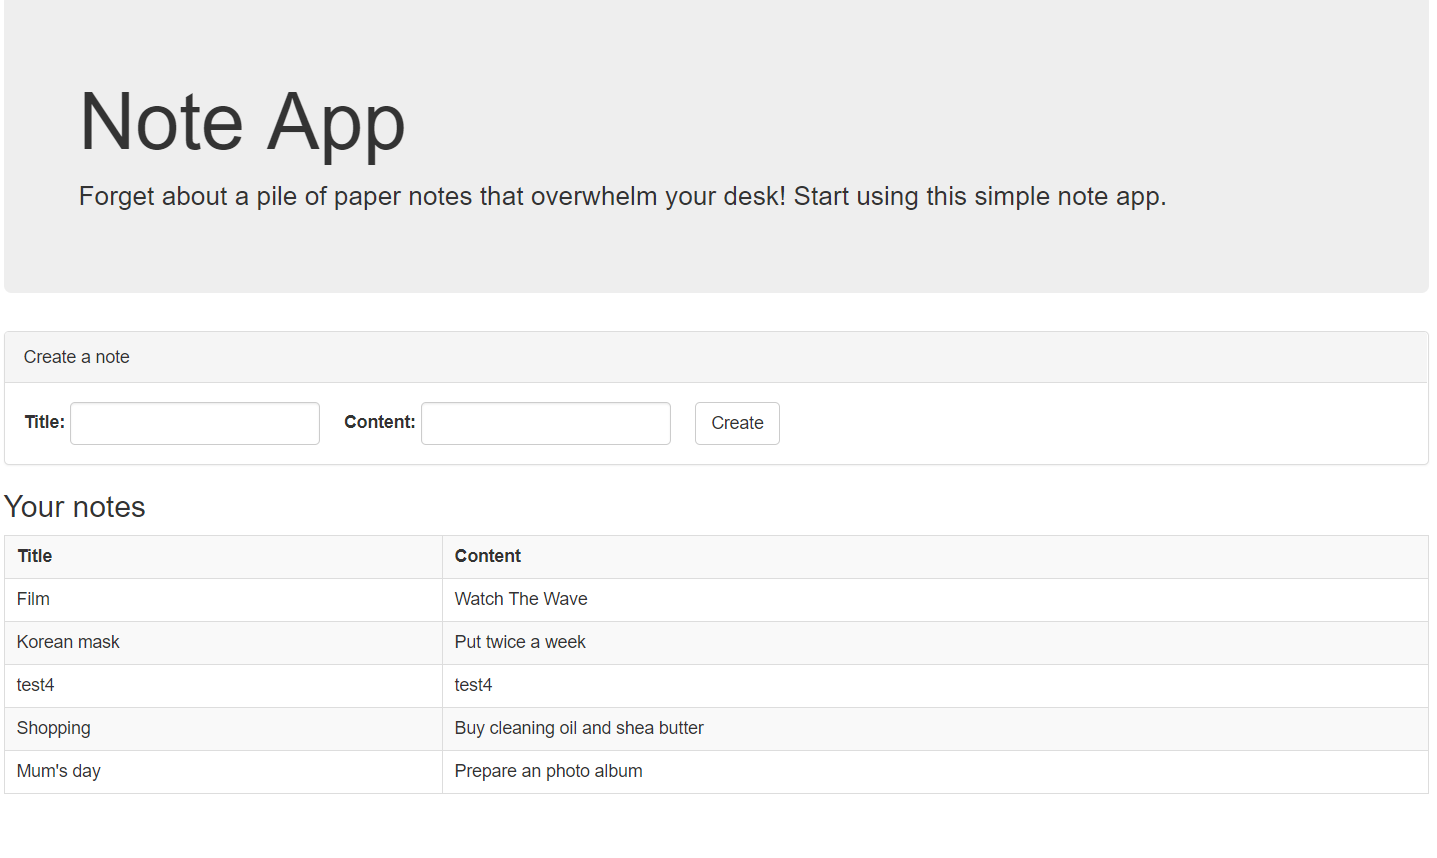 Note App
Forget about a pile of paper notes that overwhelm your desk! Start using this simple note app.
Create a note
Title: Content: Create
Your notes
Title Content
Film Watch The Wave
Korean mask Put twice a week
test4 test4
Shopping Buy cleaning oil and shea butter
Mum's day Prepare an photo album